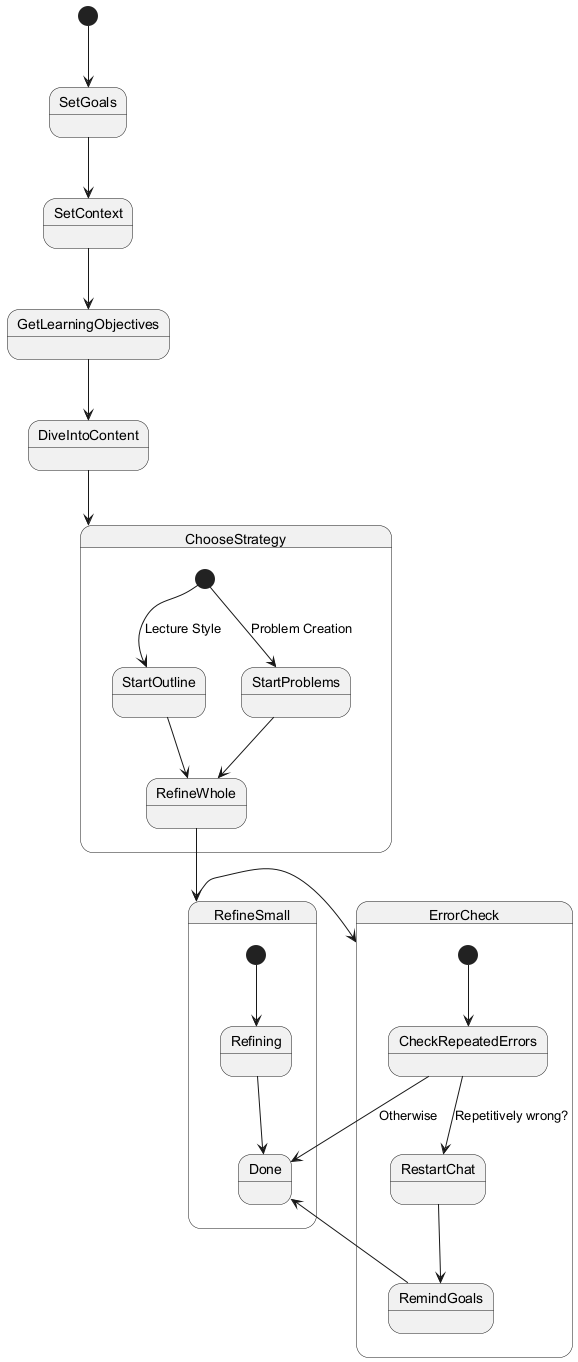 SetGoals
SetContext
GetLearningObjectives
DiveIntoContent
ChooseStrategy
Lecture Style
Problem Creation
StartOutline
StartProblems
RefineWhole
RefineSmall
ErrorCheck
Refining
CheckRepeatedErrors
Otherwise
Repetitively wrong?
Done
RestartChat
RemindGoals